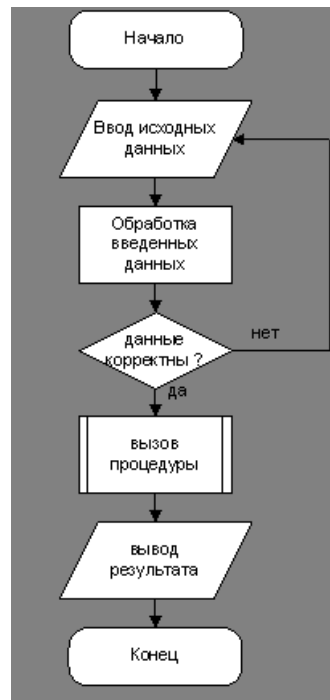 Начало
Ввод исходных
данных
Обработка
введенных
данных
данные
корректны ?
нет
да
вызов
процедуры
вывод
результата
Конец